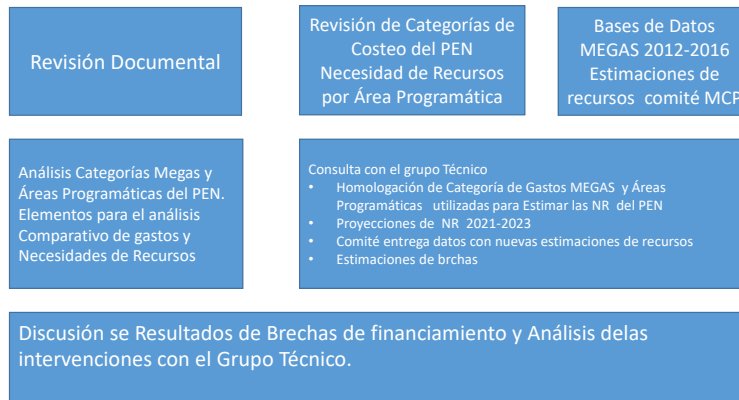 Revisión Documental
Revisión de Categorías de
Costeo del PEN
Necesidad de Recursos
por Área Programática
Bases de Datos
MEGAS 2012-2016
Estimaciones de
recursos comité MCP
Análisis Categorías Megas y
Áreas Programáticas del PEN.
Elementos para el análisis
Comparativo de gastos y
Necesidades de Recursos
Consulta con el grupo Técnico
• Homologación de Categoría de Gastos MEGAS y Áreas
Programáticas utilizadas para Estimar las NR del PEN
• Proyecciones de NR 2021-2023
• Comité entrega datos con nuevas estimaciones de recursos
• Estimaciones de brchas
Discusión se Resultados de Brechas de financiamiento y Análisis delas
intervenciones con el Grupo Técnico.